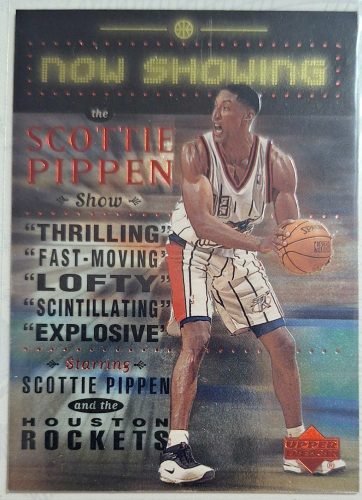 NOW SHOWING
the
SCOTTIE
PIPPEN
Show
"THRILLING"
"FAST-MOVING"
"LOFTY"
"SCINTILLATING"
"EXPLOSIVE"
Starring
SCOTTIE PIPPEN
and the
HOUSTON
ROCKETS
UPPER
DECK